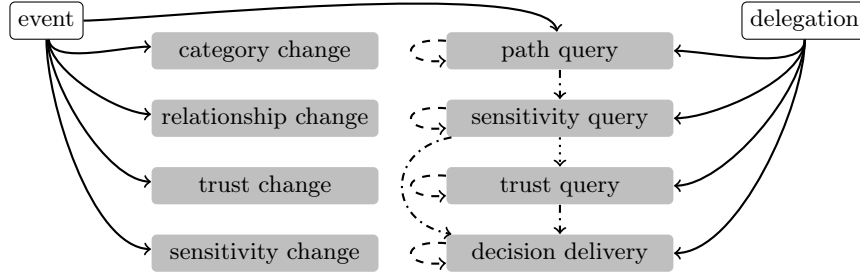 event
delegation
category change
path query
relationship change
sensitivity query
trust change
trust query
sensitivity change
decision delivery